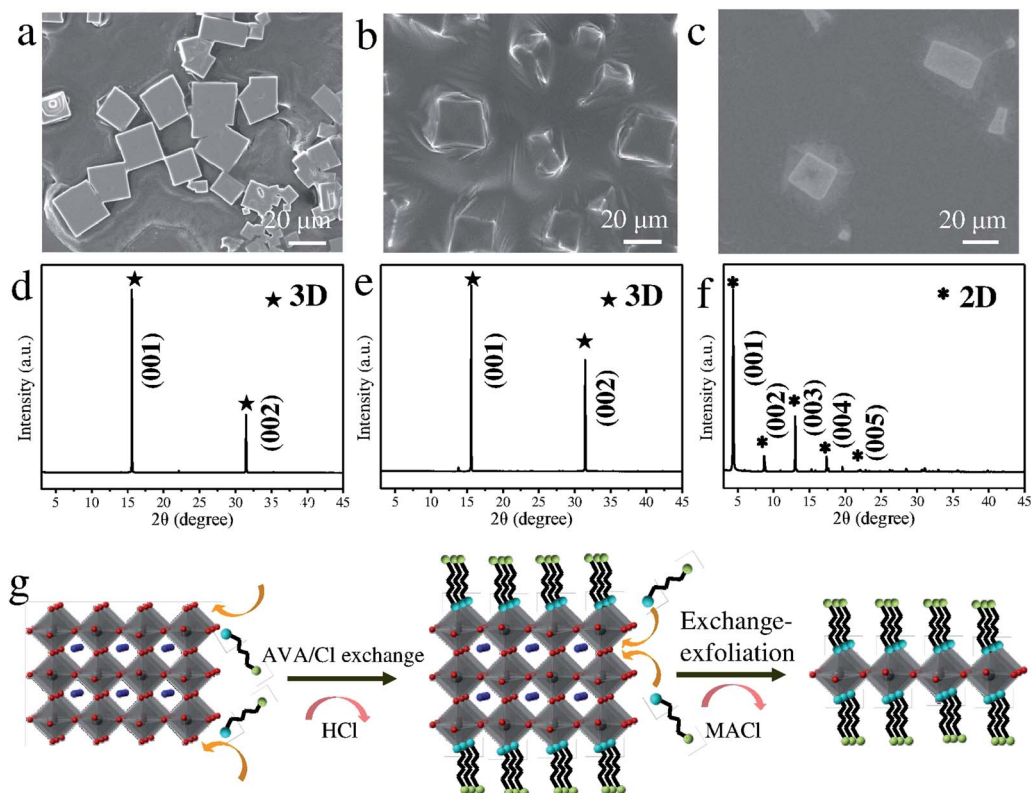 a
b
c
20 μm
20 μm
20 μm
d
★ 3D
(001)
(002)
Intensity (a.u.)
5 10 15 20 25 30 35 40 45
2θ (degree)
e
★ 3D
(001)
(002)
Intensity (a.u.)
5 10 15 20 25 30 35 40 45
2θ (degree)
f
* 2D
(001)
(002)
(003)
(004)
(005)
Intensity (a.u.)
5 10 15 20 25 30 35 40 45
2θ (degree)
g
AVA/Cl exchange
HCl
Exchange-
exfoliation
MACl